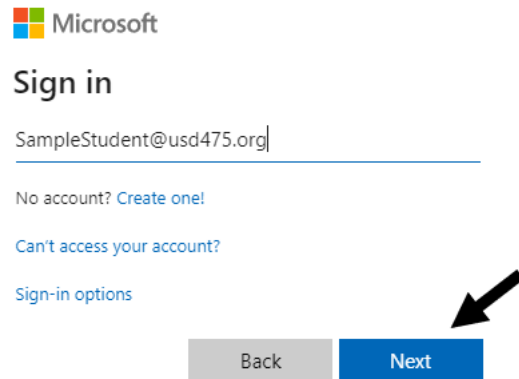 Microsoft
Sign in
SampleStudent@usd475.org
No account? Create one!
Can't access your account?
Sign-in options
Back Next